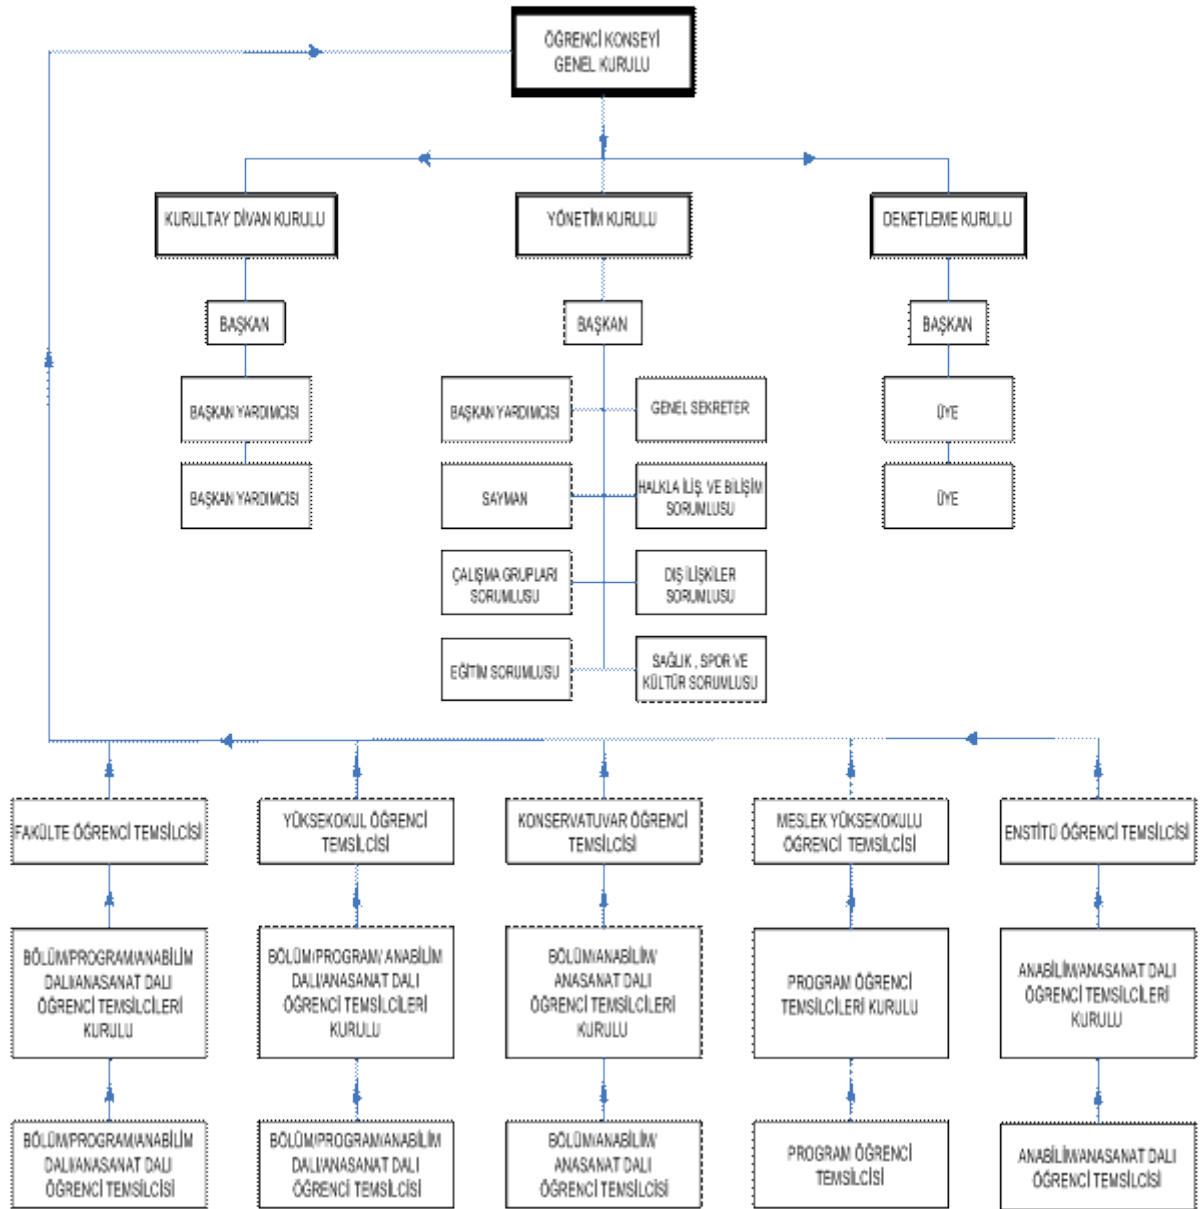 ÖĞRENCİ KONSEYİ
GENEL KURULU
KURULTAY DİVAN KURULU
YÖNETİM KURULU
DENETLEME KURULU
BAŞKAN
BAŞKAN
BAŞKAN
BAŞKAN YARDIMCISI
BAŞKAN YARDIMCISI
GENEL SEKRETER
ÜYE
BAŞKAN YARDIMCISI
SAYMAN
HALKLA İLİŞ. VE BİLİŞİM
SORUMLUSU
ÜYE
ÇALIŞMA GRUPLARI
SORUMLUSU
DIŞ İLİŞKİLER
SORUMLUSU
EĞİTİM SORUMLUSU
SAĞLIK , SPOR VE
KÜLTÜR SORUMLUSU
FAKÜLTE ÖĞRENCİ TEMSİLCİSİ
YÜKSEKOKUL ÖĞRENCİ
TEMSİLCİSİ
KONSERVATUVAR ÖĞRENCİ
TEMSİLCİSİ
MESLEK YÜKSEKOKULU
ÖĞRENCİ TEMSİLCİSİ
ENSTİTÜ ÖĞRENCİ TEMSİLCİSİ
BÖLÜM/PROGRAM/ANABİLİM
DALI/ANASANAT DALI
ÖĞRENCİ TEMSİLCİLERİ
KURULU
BÖLÜM/PROGRAM/ ANABİLİM
DALI/ANASANAT DALI
ÖĞRENCİ TEMSİLCİLERİ
KURULU
BÖLÜM/ANABİLİM/
ANASANAT DALI
ÖĞRENCİ TEMSİLCİLERİ
KURULU
PROGRAM ÖĞRENCİ
TEMSİLCİLERİ KURULU
ANABİLİM/ANASANAT DALI
ÖĞRENCİ TEMSİLCİLERİ
KURULU
BÖLÜM/PROGRAM/ANABİLİM
DALI/ANASANAT DALI
ÖĞRENCİ TEMSİLCİSİ
BÖLÜM/PROGRAM/ANABİLİM
DALI/ANASANAT DALI
ÖĞRENCİ TEMSİLCİSİ
BÖLÜM/ANABİLİM/
ANASANAT DALI
ÖĞRENCİ TEMSİLCİSİ
PROGRAM ÖĞRENCİ
TEMSİLCİSİ
ANABİLİM/ANASANAT DALI
ÖĞRENCİ TEMSİLCİSİ